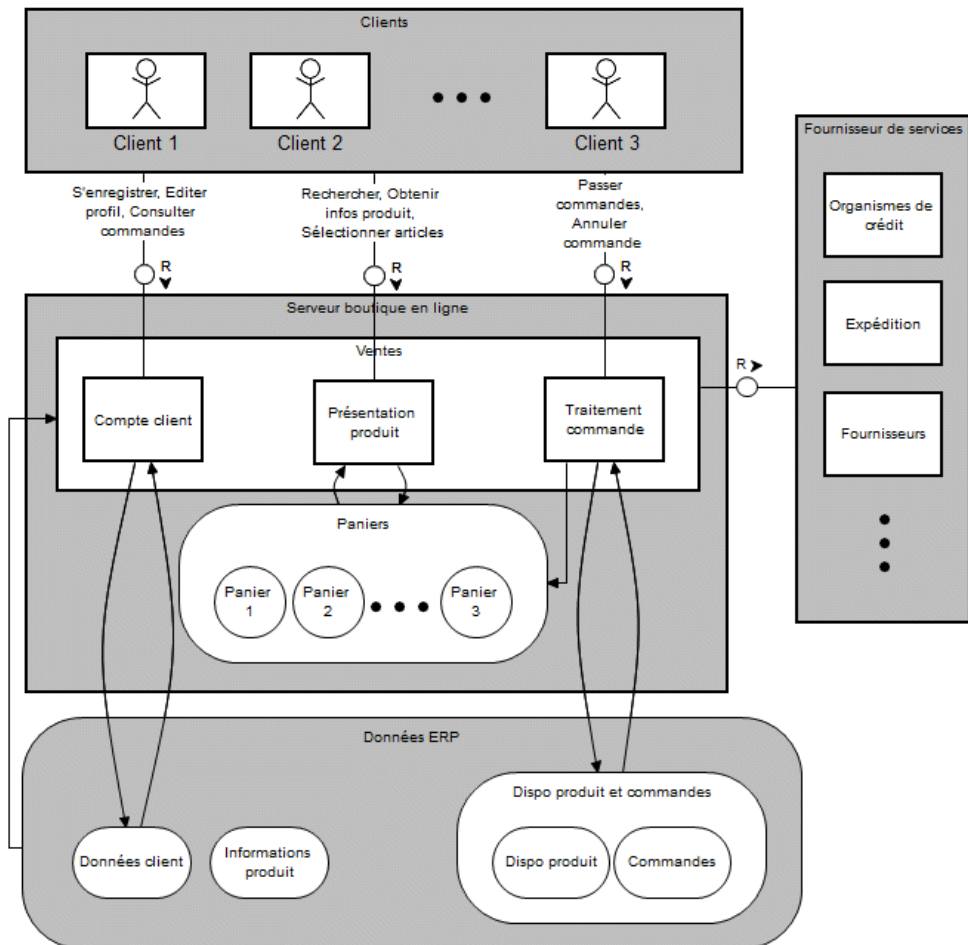 Clients
Client 1
Client 2
Client 3
S'enregistrer, Editer
profil, Consulter
commandes
Rechercher, Obtenir
infos produit,
Sélectionner articles
Passer
commandes,
Annuler
commande
R
R
R
Fournisseur de services
Organismes de
crédit
Expédition
Fournisseurs
Serveur boutique en ligne
Ventes
R
Compte client
Présentation
produit
Traitement
commande
Paniers
Panier
1
Panier
2
Panier
3
Données ERP
Dispo produit et commandes
Données client
Informations
produit
Dispo produit
Commandes